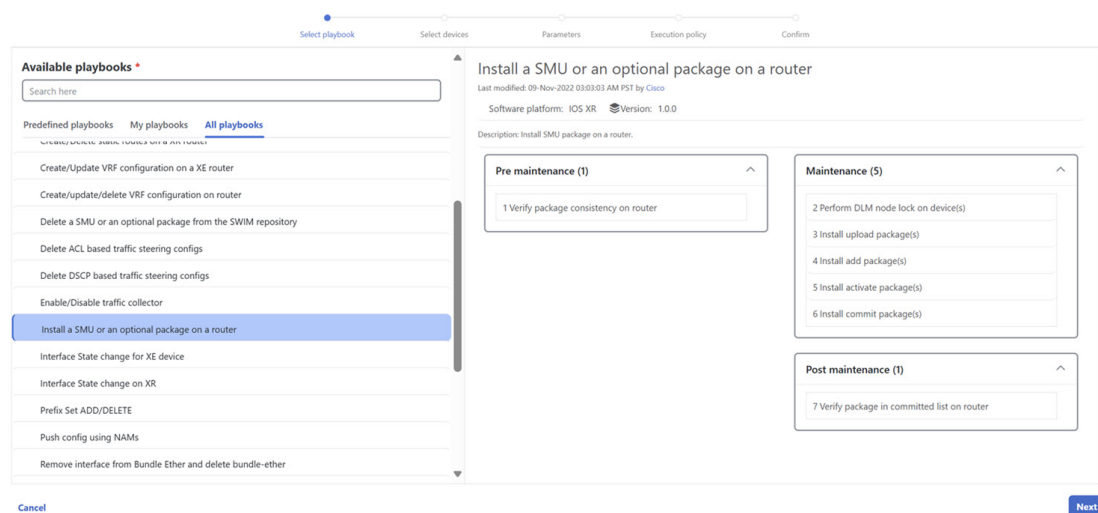 Select playbook
Select devices
Parameters
Execution policy
Confirm
Available playbooks *
Search here
Predefined playbooks My playbooks All playbooks
Create/Delete static routes on a XR router
Create/Update VRF configuration on a XE router
Create/update/delete VRF configuration on router
Delete a SMU or an optional package from the SWIM repository
Delete ACL based traffic steering configs
Delete DSCP based traffic steering configs
Enable/Disable traffic collector
Install a SMU or an optional package on a router
Interface State change for XE device
Interface State change on XR
Prefix Set ADD/DELETE
Push config using NAMs
Remove interface from Bundle Ether and delete bundle-ether
Cancel
Install a SMU or an optional package on a router
Last modified: 09-Nov-2022 03:03:03 AM PST by Cisco
Software platform: IOS XR Version: 1.0.0
Description: Install SMU package on a router.
Pre maintenance (1)
1 Verify package consistency on router
Maintenance (5)
2 Perform DLM node lock on device(s)
3 Install upload package(s)
4 Install add package(s)
5 Install activate package(s)
6 Install commit package(s)
Post maintenance (1)
7 Verify package in committed list on router
Next